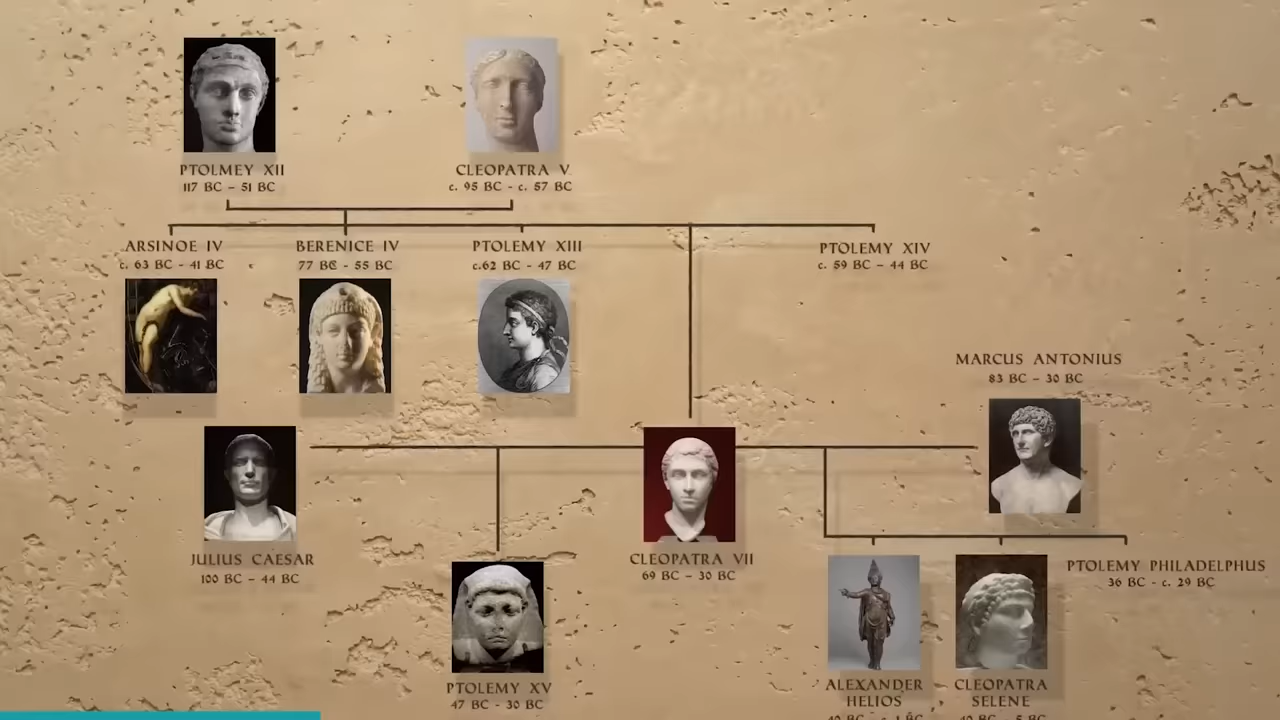 PTOLMEY XII
117 BC – 51 BC
CLEOPATRA V
c. 95 BC - c. 57 BC
ARSINOE IV
c. 63 BC - 41 BC
BERENICE IV
77 BC - 55 BC
PTOLEMY XIII
c.62 BC - 47 BC
PTOLEMY XIV
c. 59 BC – 44 BC
MARCUS ANTONIUS
83 BC – 30 BC
JULIUS CAESAR
100 BC – 44 BC
CLEOPATRA VII
69 BC – 30 BC
PTOLEMY PHILADELPHUS
36 BC - c. 29 BC
PTOLEMY XV
47 BC - 30 BC
ALEXANDER
HELIOS
CLEOPATRA
SELENE